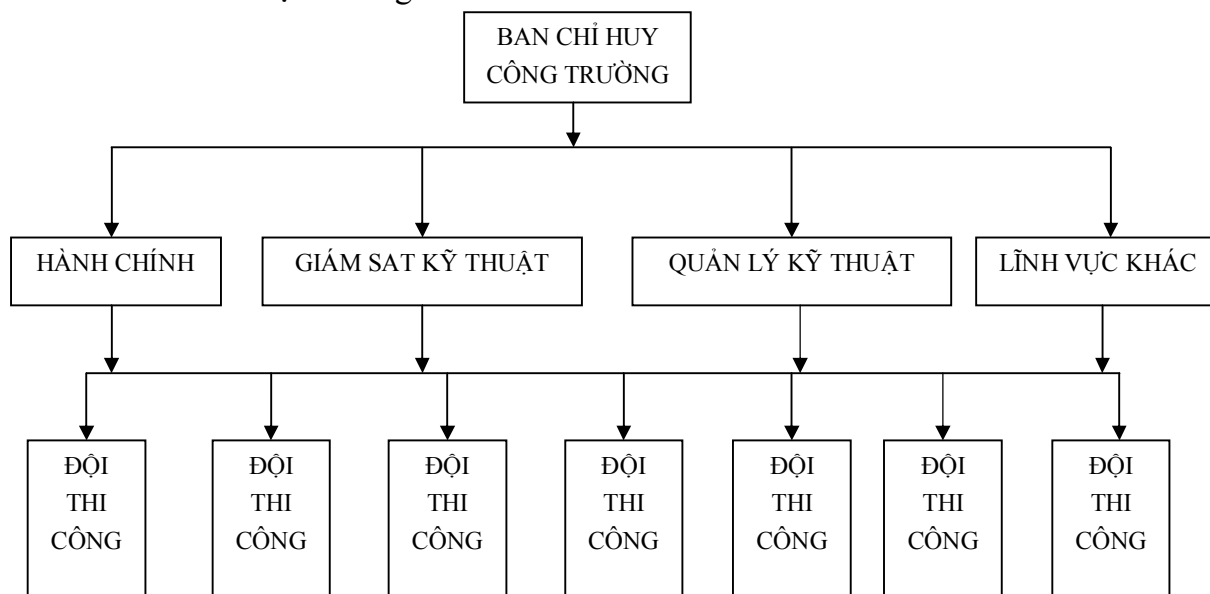 BAN CHỈ HUY
CÔNG TRƯỜNG
HÀNH CHÍNH
GIÁM SAT KỸ THUẬT
QUẢN LÝ KỸ THUẬT
LĨNH VỰC KHÁC
ĐỘI
THI
CÔNG
ĐỘI
THI
CÔNG
ĐỘI
THI
CÔNG
ĐỘI
THI
CÔNG
ĐỘI
THI
CÔNG
ĐỘI
THI
CÔNG
ĐỘI
THI
CÔNG